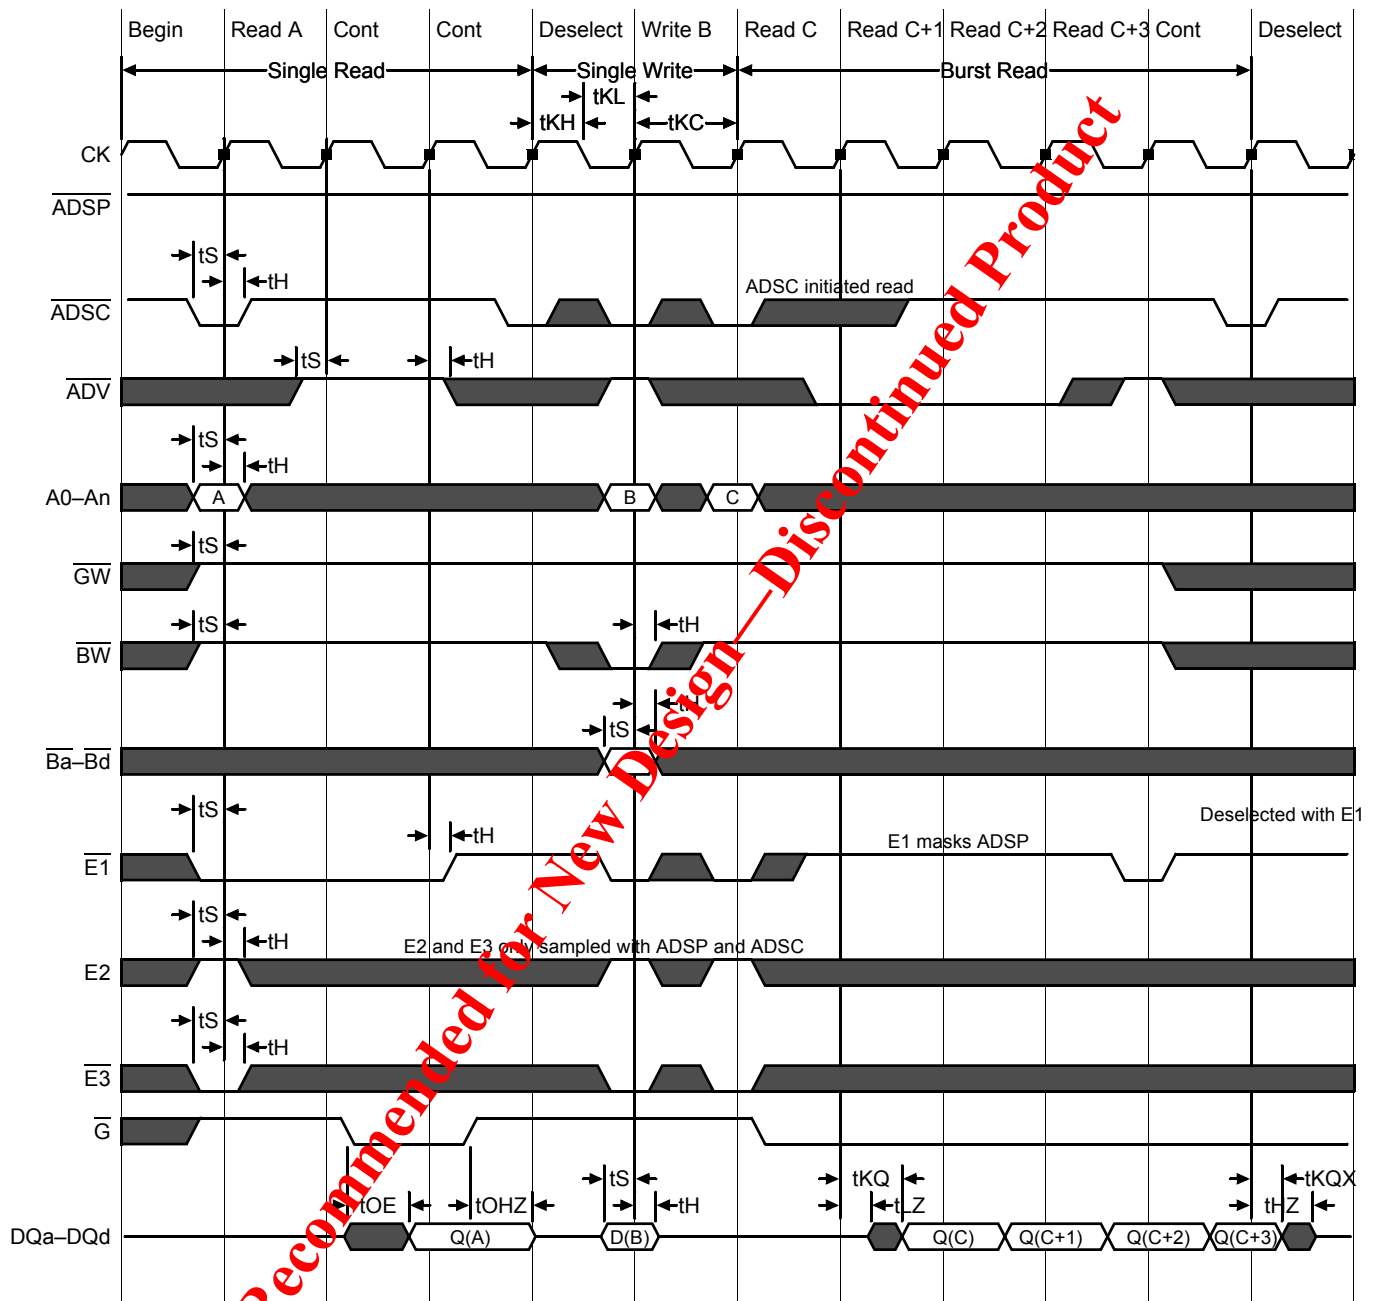 Begin Read A Cont Cont Deselect Write B Read C Read C+1 Read C+2 Read C+3 Cont Deselect
Single Read Single Write Burst Read
tKL
tKH tKC
CK
ADSP
tS
tH
ADSC initiated read
ADSC
tS tH
ADV
tS
tH
A0–An A B C
tS
GW
tS tH
BW
tH
tS
Ba–Bd
tS
Deselected with E1
tH
E1 masks ADSP
E1
tS
tH
E2 and E3 only sampled with ADSP and ADSC
E2
tS
tH
E3
G
tS tKQ tKQX
tOE tOHZ tH tLZ tHZ
DQa–DQd Q(A) D(B) Q(C) Q(C+1) Q(C+2) Q(C+3)
Recommended for New Design—Discontinued Product